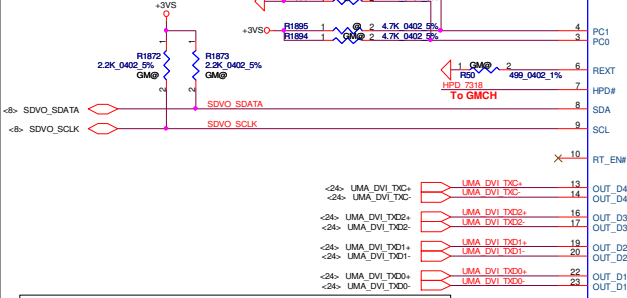 +3VS
R1895 1 @ 2 4.7K_0402_5% 4 PC1
+3VS
R1894 1 GM@ 2 4.7K_0402_5% 3 PC0
R1872
2.2K_0402_5%
GM@
R1873
2.2K_0402_5%
GM@
1 1
2 2
1 GM@ 2 6 REXT
R50 499_0402_1%
HPD_7318 7 HPD#
To GMCH
<8> SDVO_SDATA SDVO_SDATA 8 SDA
<8> SDVO_SCLK SDVO_SCLK 9 SCL
10 RT_EN#
<24> UMA_DVI_TXC+ UMA_DVI_TXC+ 13 OUT_D4
<24> UMA_DVI_TXC- UMA_DVI_TXC- 14 OUT_D4
<24> UMA_DVI_TXD2+ UMA_DVI_TXD2+ 16 OUT_D3
<24> UMA_DVI_TXD2- UMA_DVI_TXD2- 17 OUT_D3
<24> UMA_DVI_TXD1+ UMA_DVI_TXD1+ 19 OUT_D2
<24> UMA_DVI_TXD1- UMA_DVI_TXD1- 20 OUT_D2
<24> UMA_DVI_TXD0+ UMA_DVI_TXD0+ 22 OUT_D1
<24> UMA_DVI_TXD0- UMA_DVI_TXD0- 23 OUT_D1